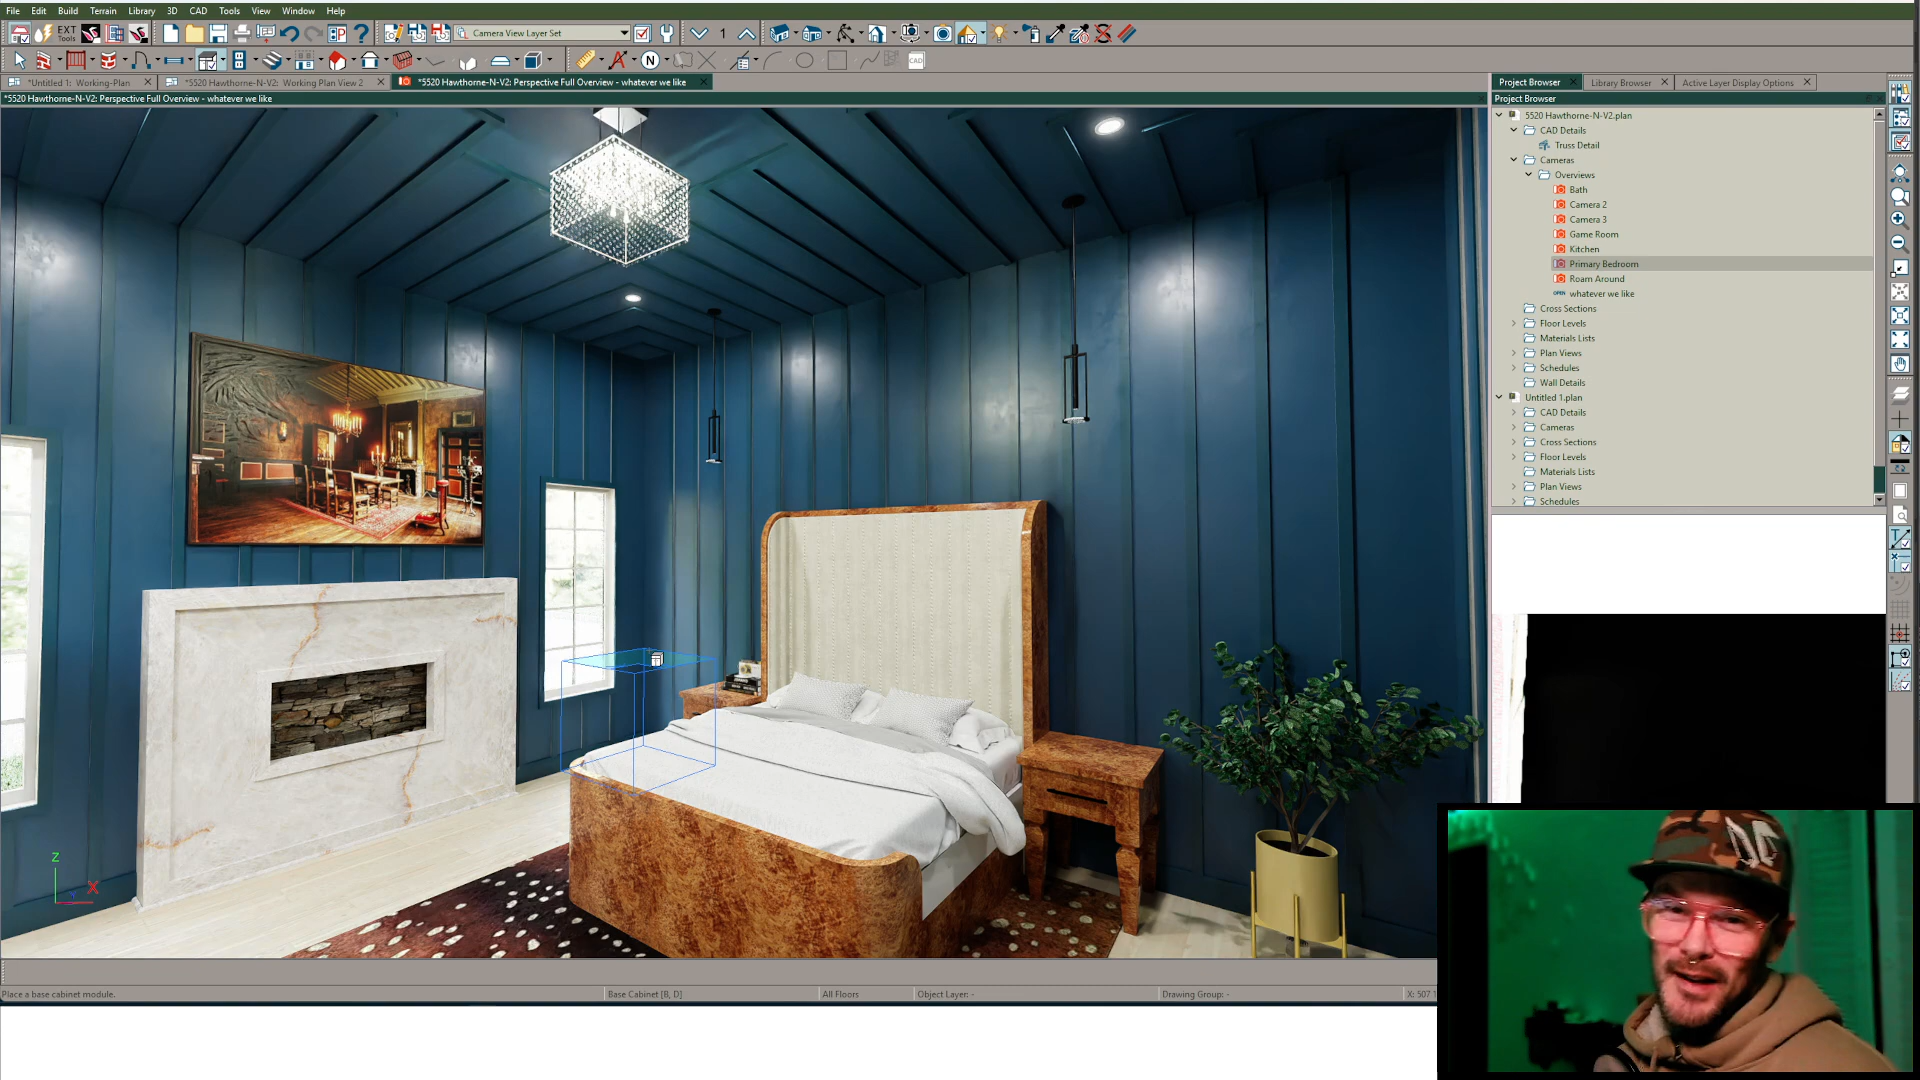 File Edit Build Terrain Library 3D CAD Tools View Window Help
EXT
Tools
Camera View Layer Set
1
N
CAD
*Untitled 1: Working-Plan
*5520 Hawthorne-N-V2: Working Plan View 2
*5520 Hawthorne-N-V2: Perspective Full Overview - whatever we like
*5520 Hawthorne-N-V2: Perspective Full Overview - whatever we like
Project Browser
Library Browser
Active Layer Display Options
Project Browser
5520 Hawthorne-N-V2.plan
CAD Details
Truss Detail
Cameras
Overviews
Bath
Camera 2
Camera 3
Game Room
Kitchen
Primary Bedroom
Roam Around
OPEN whatever we like
Cross Sections
Floor Levels
Materials Lists
Plan Views
Schedules
Wall Details
Untitled 1.plan
CAD Details
Cameras
Cross Sections
Floor Levels
Materials Lists
Plan Views
Schedules
Z
X
Place a base cabinet module.
Base Cabinet [B, D]
All Floors
Object Layer: -
Drawing Group: -
X: 507